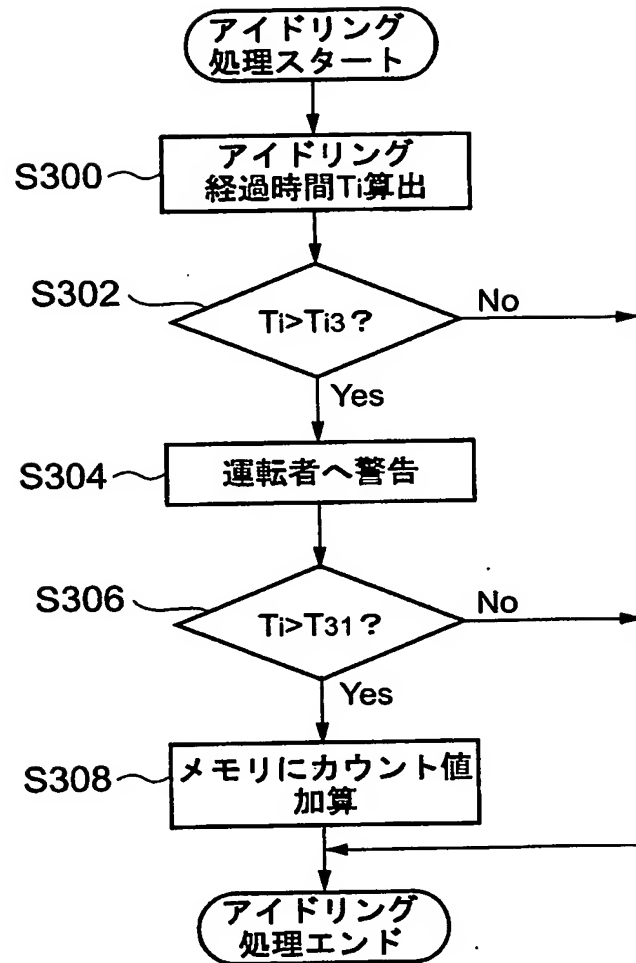 アイドリング
処理スタート
S300
アイドリング
経過時間Ti算出
S302
Ti>Ti3?
No
Yes
S304
運転者へ警告
S306
Ti>T31?
No
Yes
S308
メモリにカウント値
加算
アイドリング
処理エンド